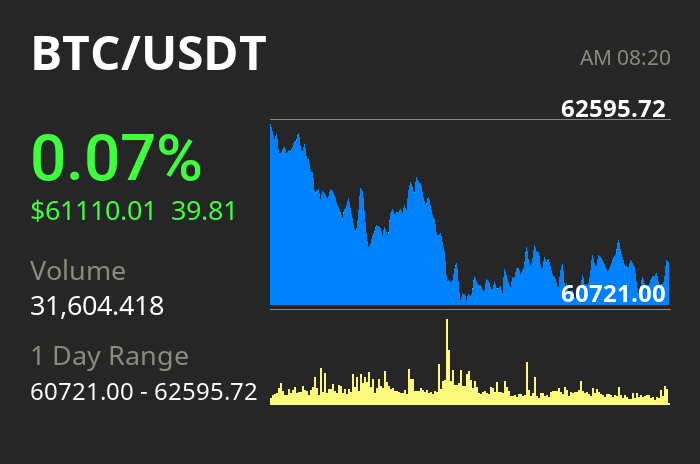 BTC/USDT
AM 08:20
62595.72
0.07%
$61110.01 39.81
Volume
31,604.418
60721.00
1 Day Range
60721.00 - 62595.72